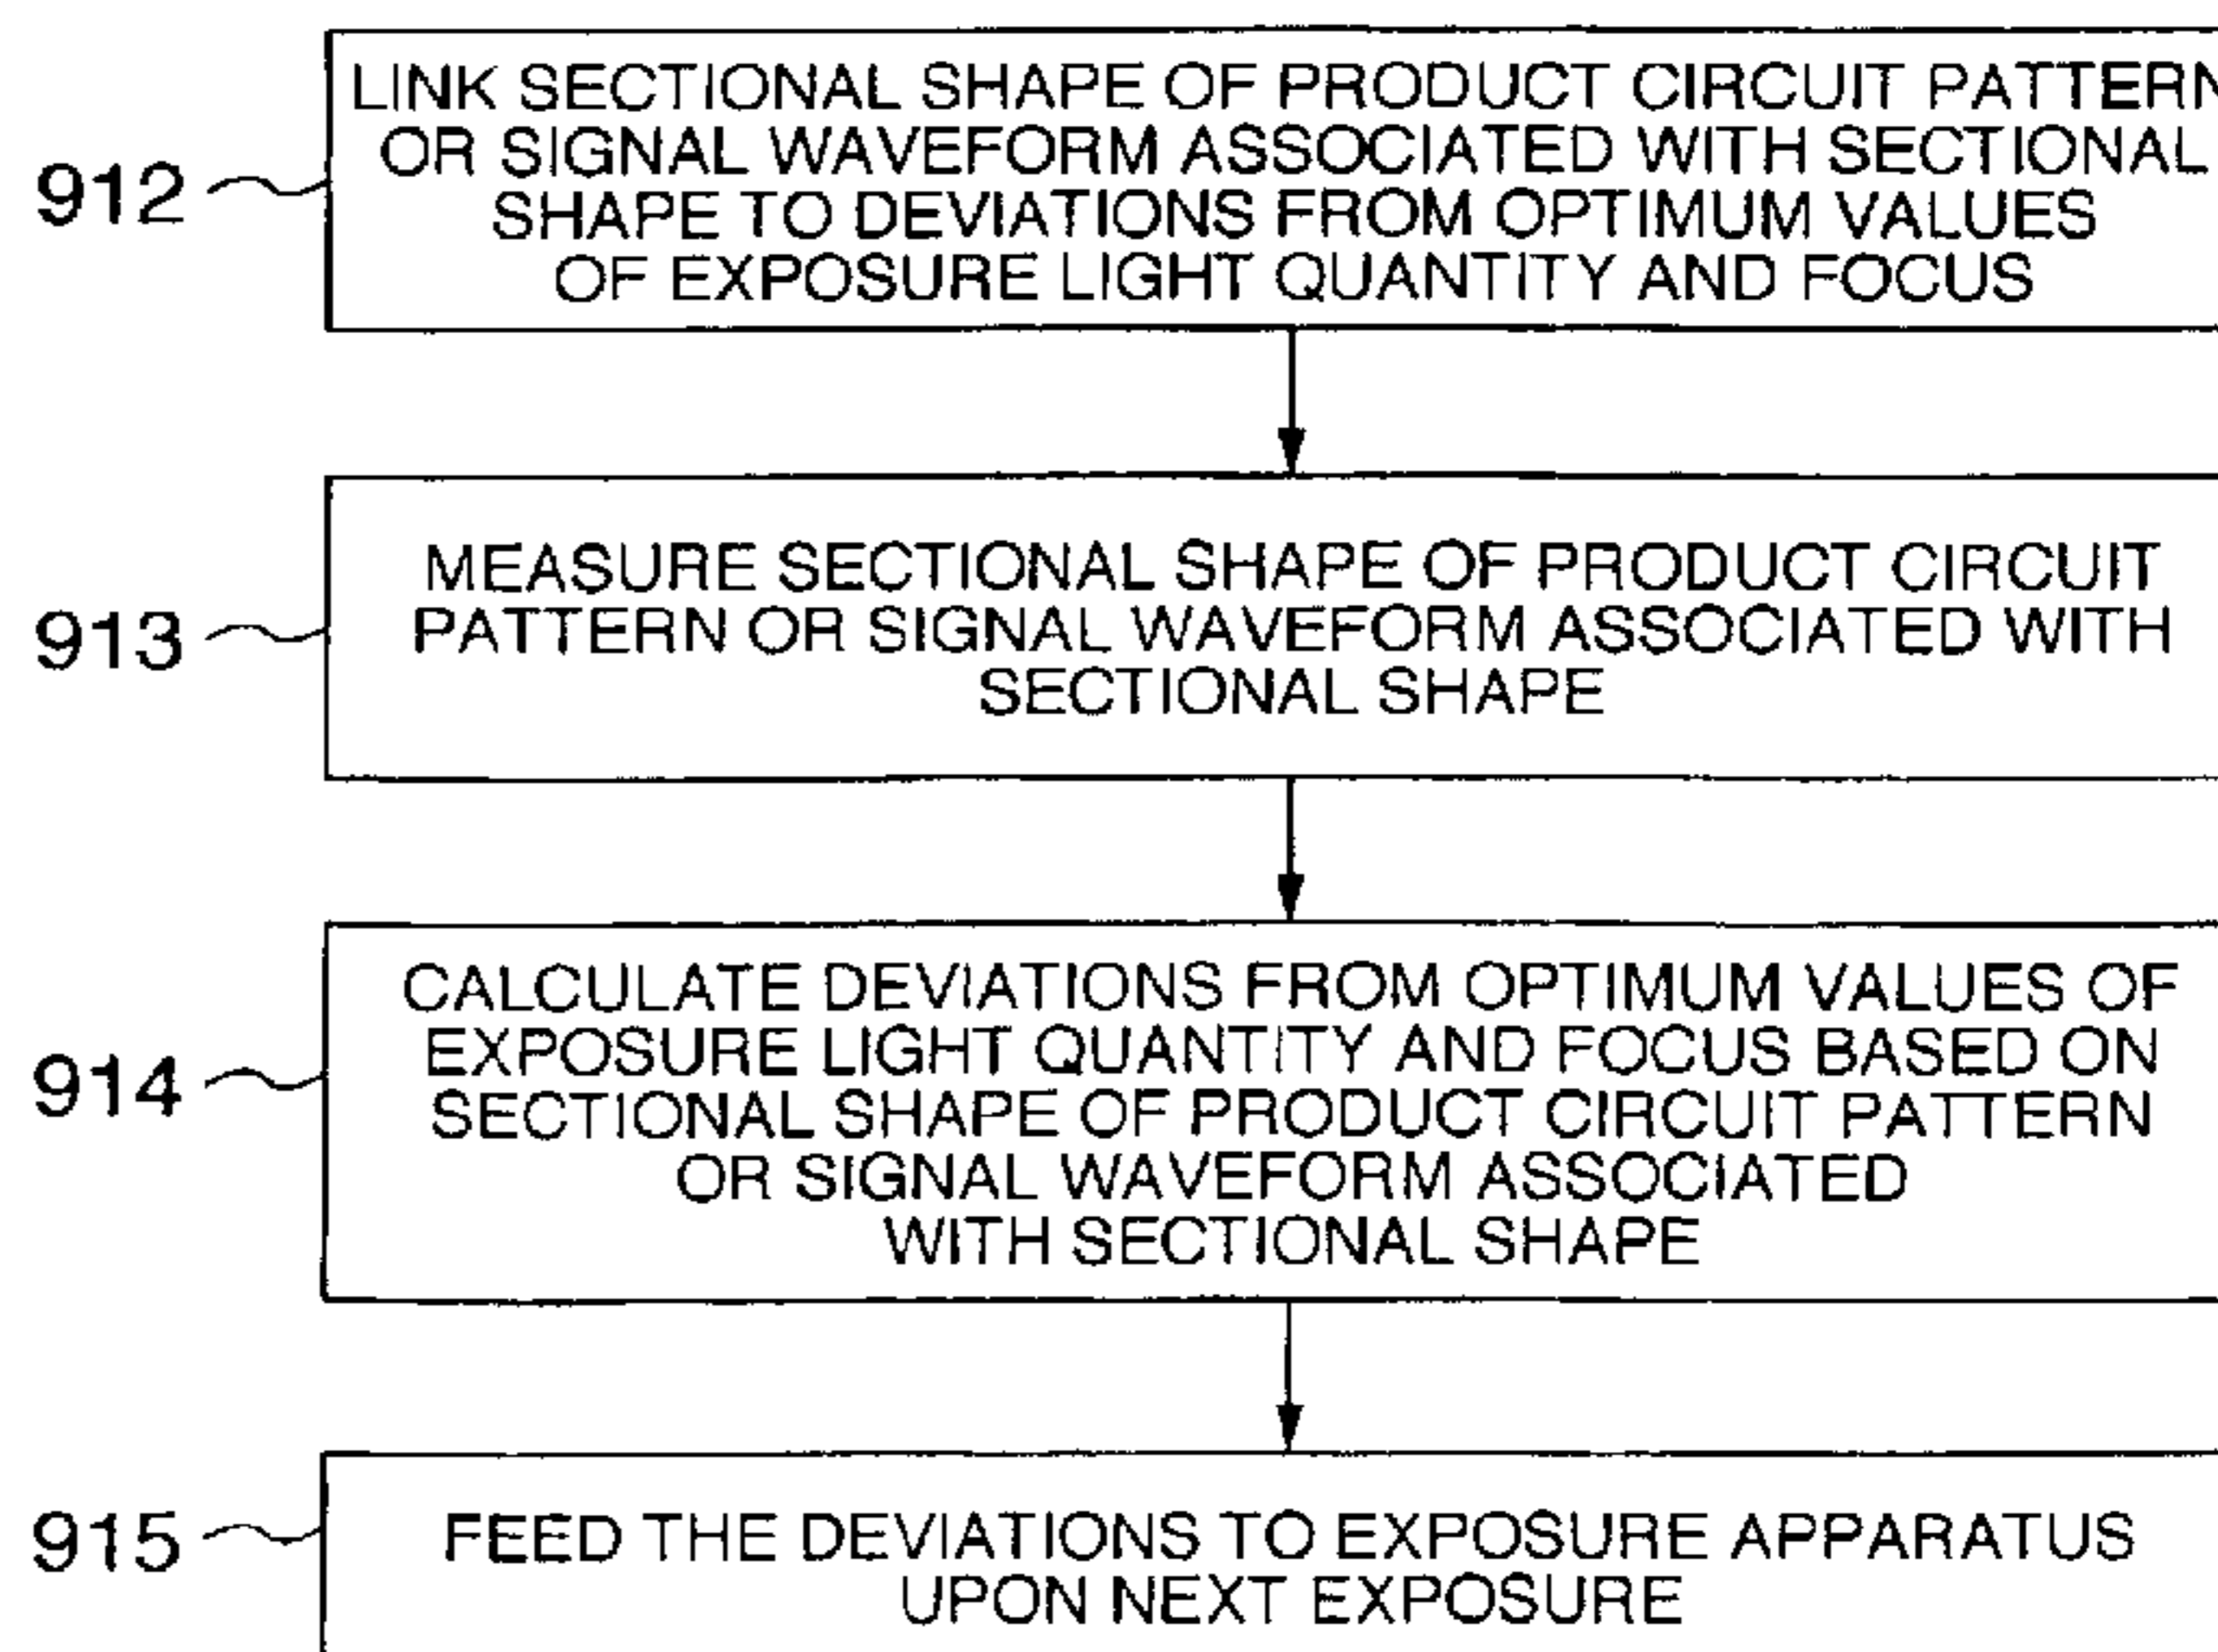 LINK SECTIONAL SHAPE OF PRODUCT CIRCUIT PATTERN
OR SIGNAL WAVEFORM ASSOCIATED WITH SECTIONAL
SHAPE TO DEVIATIONS FROM OPTIMUM VALUES
OF EXPOSURE LIGHT QUANTITY AND FOCUS
912
MEASURE SECTIONAL SHAPE OF PRODUCT CIRCUIT
PATTERN OR SIGNAL WAVEFORM ASSOCIATED WITH
SECTIONAL SHAPE
913
CALCULATE DEVIATIONS FROM OPTIMUM VALUES OF
EXPOSURE LIGHT QUANTITY AND FOCUS BASED ON
SECTIONAL SHAPE OF PRODUCT CIRCUIT PATTERN
OR SIGNAL WAVEFORM ASSOCIATED
WITH SECTIONAL SHAPE
914
FEED THE DEVIATIONS TO EXPOSURE APPARATUS
UPON NEXT EXPOSURE
915